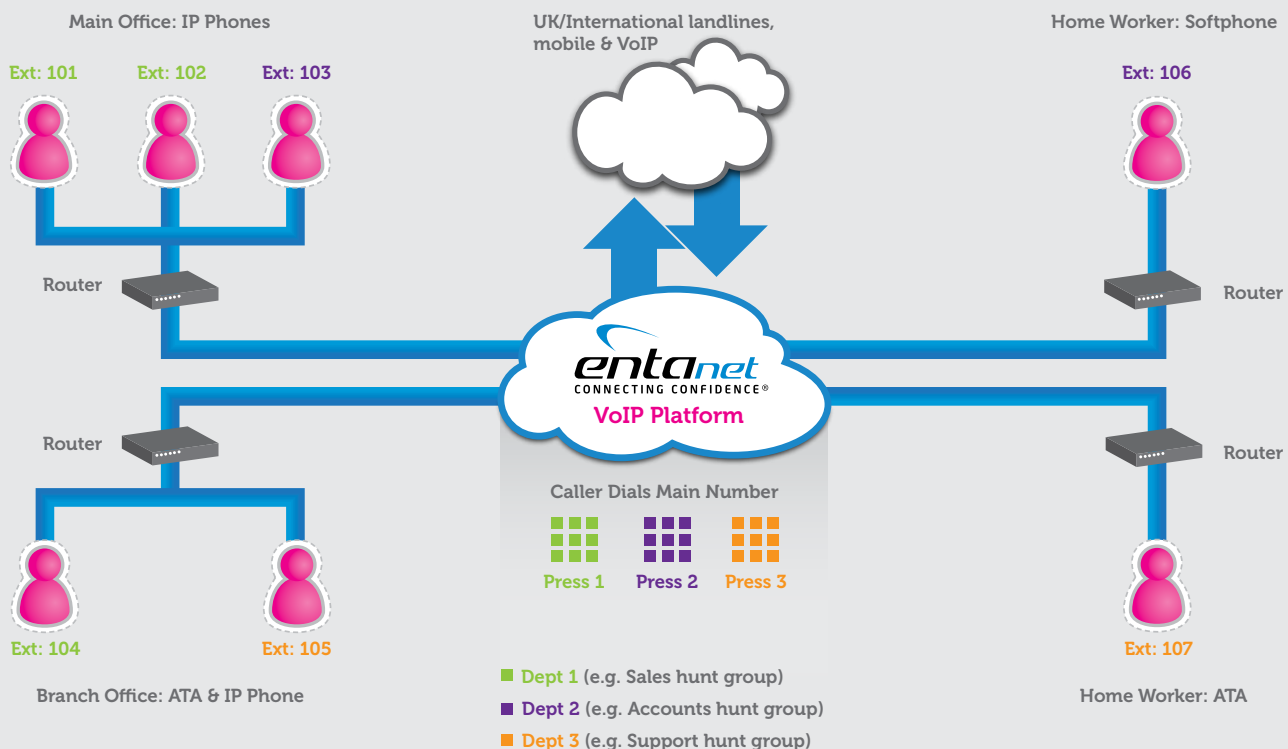 Main Office: IP Phones
Ext: 101
Ext: 102
Ext: 103
Router
UK/International landlines,
mobile & VoIP
Home Worker: Softphone
Ext: 106
Router
entanet
CONNECTING CONFIDENCE®
VoIP Platform
Router
Ext: 104
Ext: 105
Branch Office: ATA & IP Phone
Caller Dials Main Number
Press 1
Press 2
Press 3
Dept 1 (e.g. Sales hunt group)
Dept 2 (e.g. Accounts hunt group)
Dept 3 (e.g. Support hunt group)
Router
Ext: 107
Home Worker: ATA